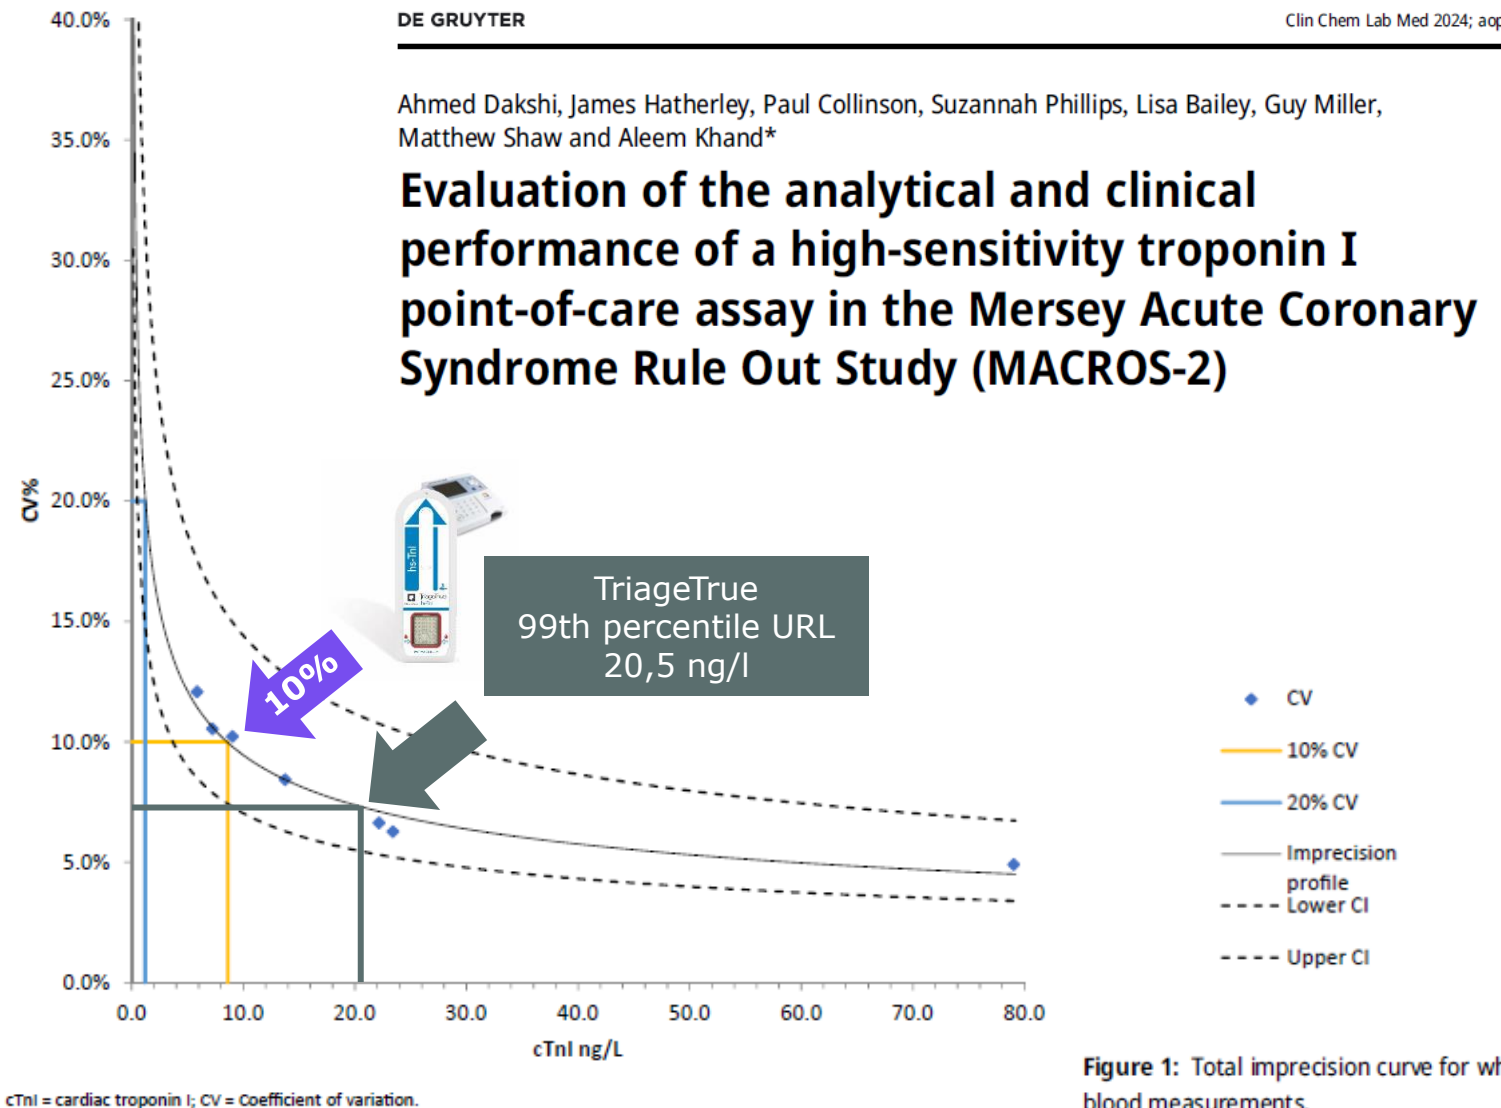 DE GRUYTER
Clin Chem Lab Med 2024;
Ahmed Dakshi, James Hatherley, Paul Collinson, Suzannah Phillips, Lisa Bailey, Guy Miller,
Matthew Shaw and Aleem Khand*
Evaluation of the analytical and clinical
performance of a high-sensitivity troponin I
point-of-care assay in the Mersey Acute Coronary
Syndrome Rule Out Study (MACROS-2)
40.0%
35.0%
30.0%
25.0%
20.0%
15.0%
10.0%
5.0%
0.0%
CV%
hs-TnI
TriageTrue
99th percentile URL
20,5 ng/l
10%
CV
10% CV
20% CV
Imprecision
profile
Lower CI
Upper CI
0.0 10.0 20.0 30.0 40.0 50.0 60.0 70.0 80.0
cTnI ng/L
Figure 1: Total imprecision curve for
blood measurements.
cTnI = cardiac troponin I; CV = Coefficient of variation.